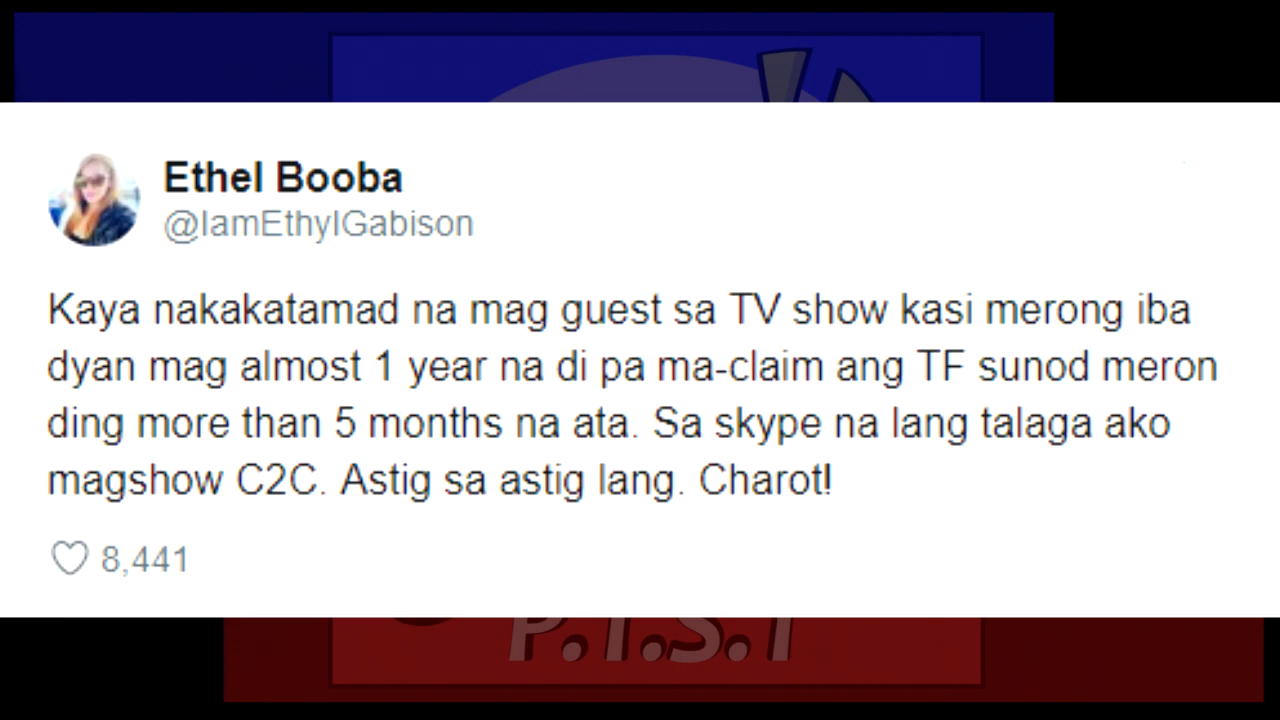 Ethel Booba
@IamEthylGabison
Kaya nakakatamad na mag guest sa TV show kasi merong iba
dyan mag almost 1 year na di pa ma-claim ang TF sunod meron
ding more than 5 months na ata. Sa skype na lang talaga ako
magshow C2C. Astig sa astig lang. Charot!
8,441
P.I.S.I